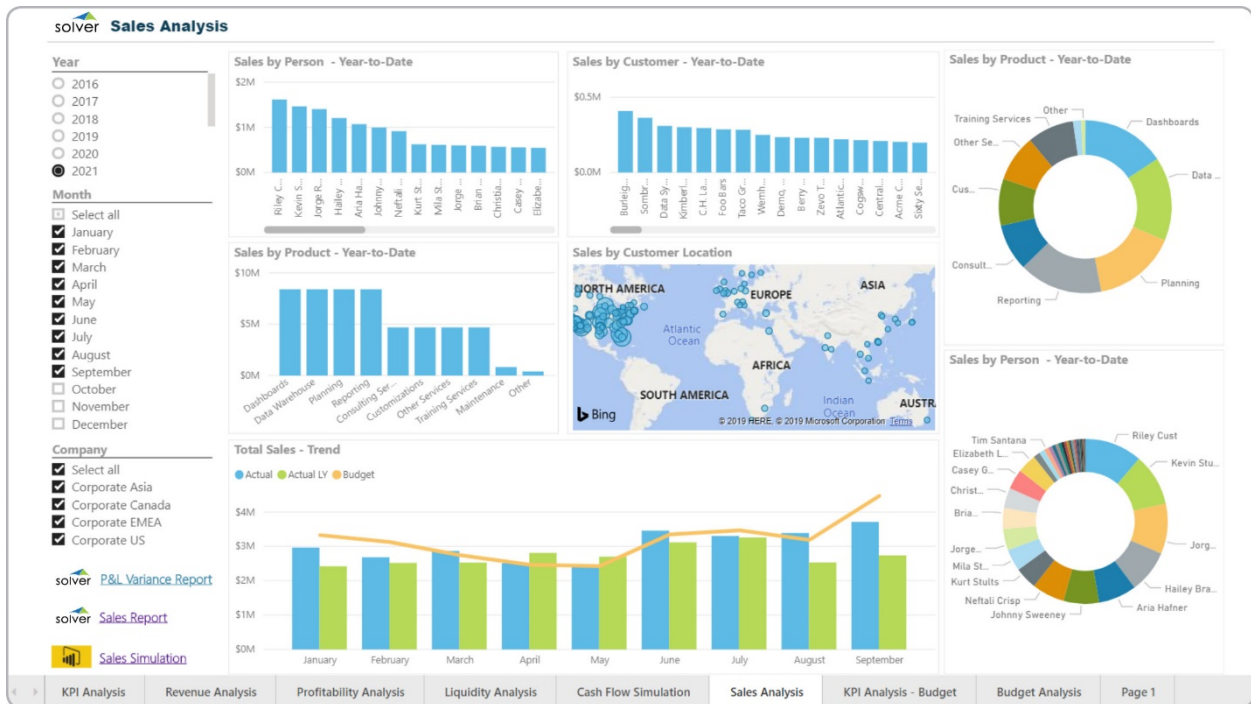 solver Sales Analysis
Year
2016
2017
2018
2019
2020
2021
Month
Select all
January
February
March
April
May
June
July
August
September
October
November
December
Company
Select all
Corporate Asia
Corporate Canada
Corporate EMEA
Corporate US
solver P&L Variance Report
solver Sales Report
Sales Simulation
Sales by Person - Year-to-Date
$2M
$1M
$0M
Riley C...
Kevin S...
Jorge R...
Hailey ...
Aria Ha...
Johnny...
Neftali ...
Kurt St...
Mila St...
Jorge ...
Brian ...
Christia...
Casey ...
Elizabe...
Sales by Customer - Year-to-Date
$0.5M
$0.0M
Burleig...
Sombr...
Data Sy...
Kimberl...
C.H. La...
Foo Bars
Taco Gr...
Wernh...
Demo, ...
Berry ...
Zevo T...
Atlantic...
Cogsw...
Central...
Acme C...
Sixty Se...
Sales by Product - Year-to-Date
Other
Training Services
Dashboards
Other Se...
Data ...
Cus...
Consult...
Planning
Reporting
Sales by Product - Year-to-Date
$10M
$5M
$0M
Dashboards
Data Warehouse
Planning
Reporting
Consulting Ser...
Customizations
Other Services
Training Services
Maintenance
Other
Sales by Customer Location
NORTH AMERICA
EUROPE
ASIA
Atlantic
Ocean
AFRICA
SOUTH AMERICA
Indian
Ocean
AUSTR
Bing
© 2019 HERE, © 2019 Microsoft Corporation Terms
Sales by Person - Year-to-Date
Tim Santana
Riley Cust
Elizabeth L...
Kevin Stu...
Casey G...
Christ...
Bria...
Jorge...
Jorg...
Mila St...
Kurt Stults
Hailey Bra...
Neftali Crisp
Aria Hafner
Johnny Sweeney
Total Sales - Trend
Actual Actual LY Budget
$4M
$3M
$2M
$1M
$0M
January February March April May June July August September
KPI Analysis Revenue Analysis Profitability Analysis Liquidity Analysis Cash Flow Simulation Sales Analysis KPI Analysis - Budget Budget Analysis Page 1